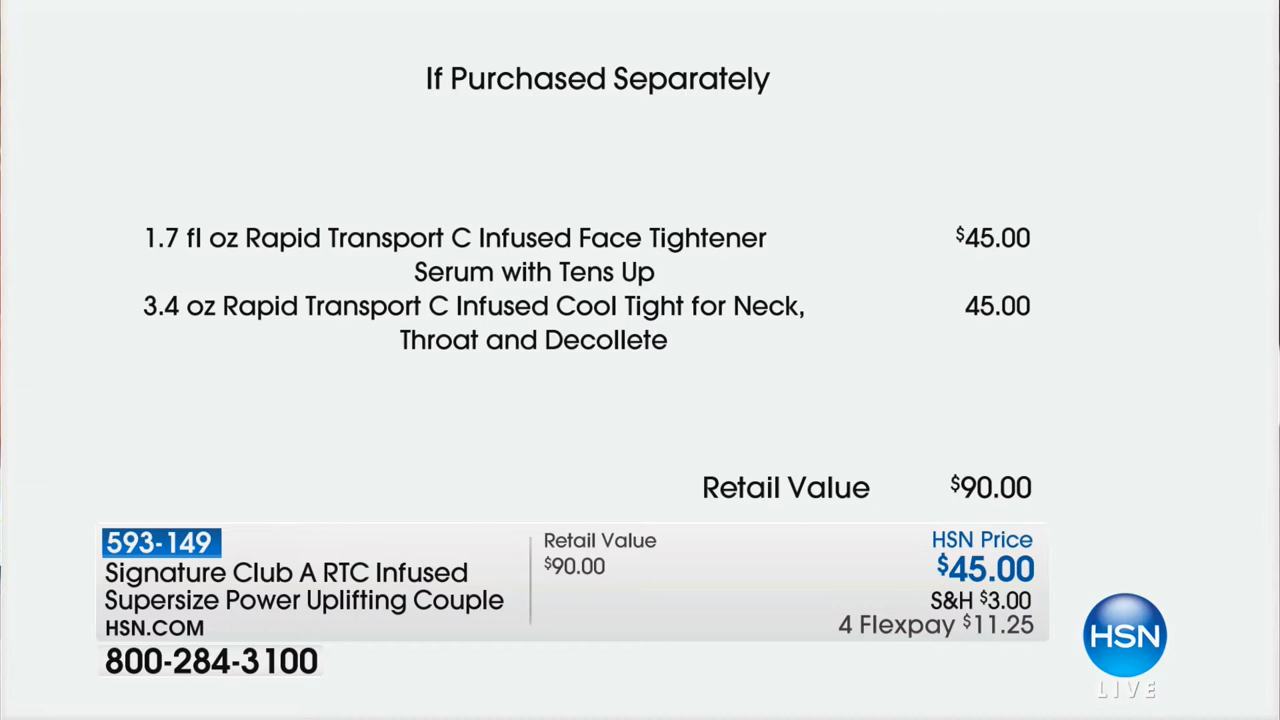 If Purchased Separately
1.7 fl oz Rapid Transport C Infused Face Tightener $45.00
Serum with Tens Up
3.4 oz Rapid Transport C Infused Cool Tight for Neck, 45.00
Throat and Decollete
Retail Value $90.00
593-149
Signature Club A RTC Infused
Supersize Power Uplifting Couple
HSN.COM
800-284-3100
Retail Value
$90.00
HSN Price
$45.00
S&H $3.00
4 Flexpay $11.25
HSN
LIVE